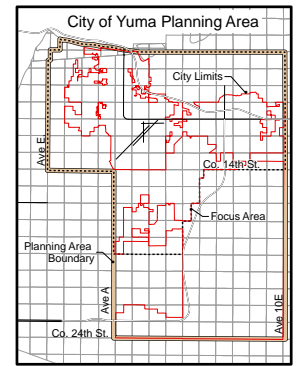 City of Yuma Planning Area
City Limits
Ave E
Co. 14th St.
Focus Area
Planning Area
Boundary
Ave A
Ave 10E
Co. 24th St.